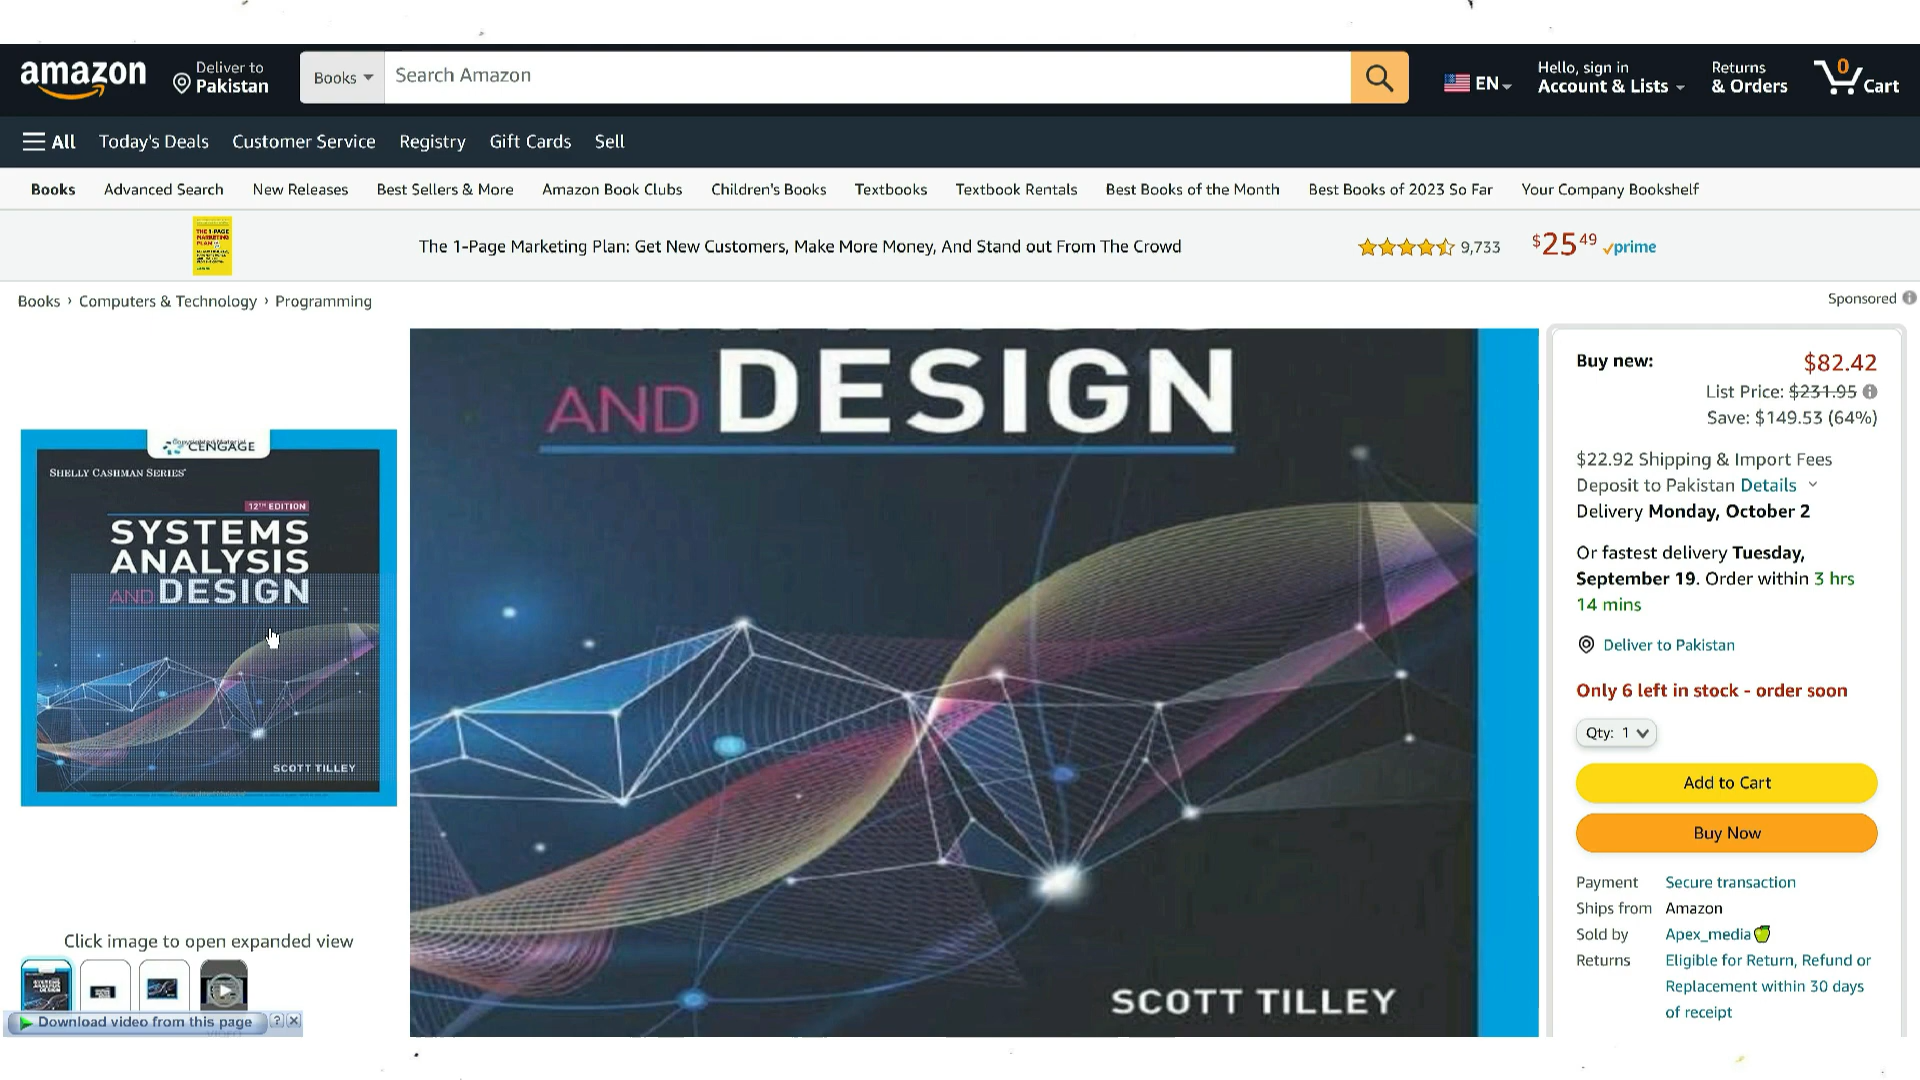 amazon
Deliver to
Pakistan
Books
Search Amazon
EN
Hello, sign in
Account & Lists
Returns
& Orders
0
Cart
All
Today's Deals
Customer Service
Registry
Gift Cards
Sell
Books
Advanced Search
New Releases
Best Sellers & More
Amazon Book Clubs
Children's Books
Textbooks
Textbook Rentals
Best Books of the Month
Best Books of 2023 So Far
Your Company Bookshelf
THE 1-PAGE
MARKETING
PLAN
The 1-Page Marketing Plan: Get New Customers, Make More Money, And Stand out From The Crowd
9,733
$25 49
prime
Books › Computers & Technology › Programming
Sponsored
CENGAGE
SHELLY CASHMAN SERIES®
12TH EDITION
SYSTEMS
ANALYSIS
AND DESIGN
SCOTT TILLEY
Click image to open expanded view
Download video from this page
?
X
AND DESIGN
SCOTT TILLEY
Buy new:
$82.42
List Price: $231.95
Save: $149.53 (64%)
$22.92 Shipping & Import Fees
Deposit to Pakistan Details
Delivery Monday, October 2
Or fastest delivery Tuesday,
September 19. Order within 3 hrs
14 mins
Deliver to Pakistan
Only 6 left in stock - order soon
Qty: 1
Add to Cart
Buy Now
Payment Secure transaction
Ships from Amazon
Sold by Apex_media
Returns Eligible for Return, Refund or
Replacement within 30 days
of receipt